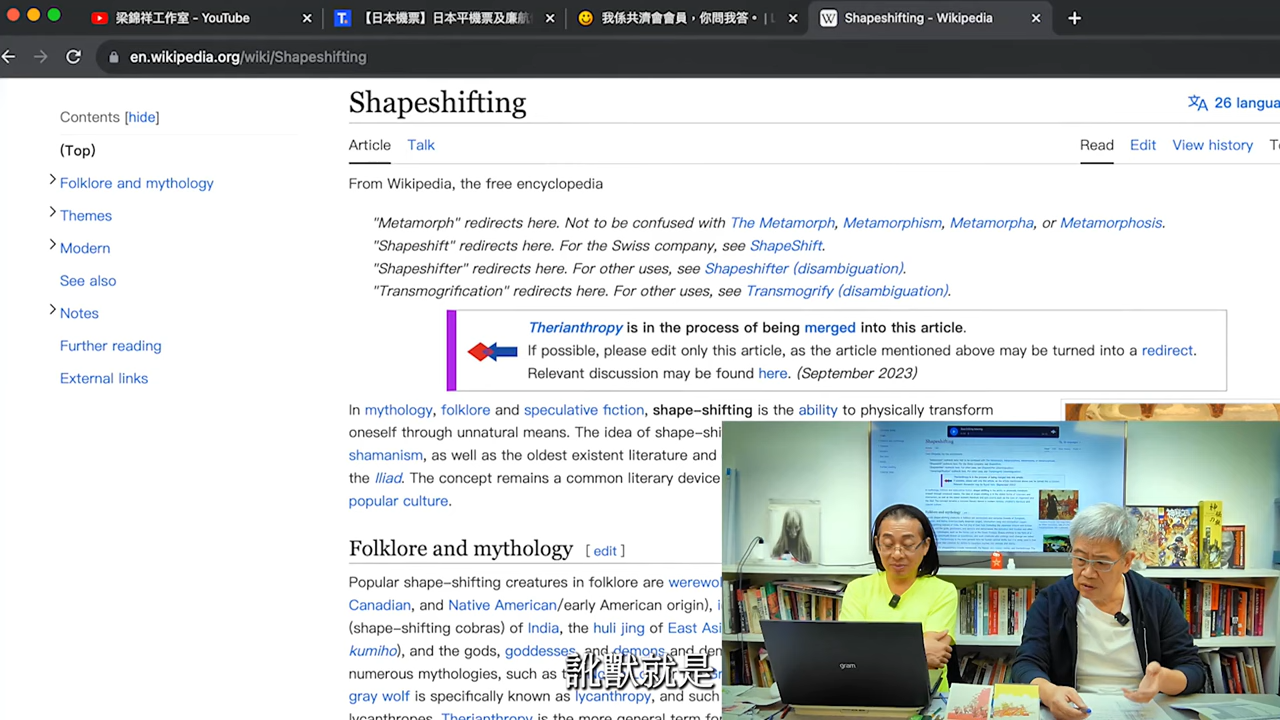 梁錦祥工作室 - YouTube
【日本機票】日本平機票及廉航
我係共濟會會員，你問我答。 |
Shapeshifting - Wikipedia
en.wikipedia.org/wiki/Shapeshifting
Contents [hide]
(Top)
Folklore and mythology
Themes
Modern
See also
Notes
Further reading
External links
Shapeshifting
26 langua
Article Talk
Read Edit View history
From Wikipedia, the free encyclopedia
"Metamorph" redirects here. Not to be confused with The Metamorph, Metamorphism, Metamorpha, or Metamorphosis.
"Shapeshift" redirects here. For the Swiss company, see ShapeShift.
"Shapeshifter" redirects here. For other uses, see Shapeshifter (disambiguation).
"Transmogrification" redirects here. For other uses, see Transmogrify (disambiguation).
Therianthropy is in the process of being merged into this article.
If possible, please edit only this article, as the article mentioned above may be turned into a redirect.
Relevant discussion may be found here. (September 2023)
In mythology, folklore and speculative fiction, shape-shifting is the ability to physically transform
oneself through unnatural means. The idea of shape-shi
shamanism, as well as the oldest existent literature and
the Iliad. The concept remains a common literary devic
popular culture.
Folklore and mythology [ edit ]
Popular shape-shifting creatures in folklore are werewol
Canadian, and Native American/early American origin),
(shape-shifting cobras) of India, the huli jing of East Asi
kumiho), and the gods, goddesses, and demons and dem
numerous mythologies, such as
gray wolf is specifically known as lycanthropy, and such
lycanthropes. Therianthropy is the more general term for
訛獸就是
gram